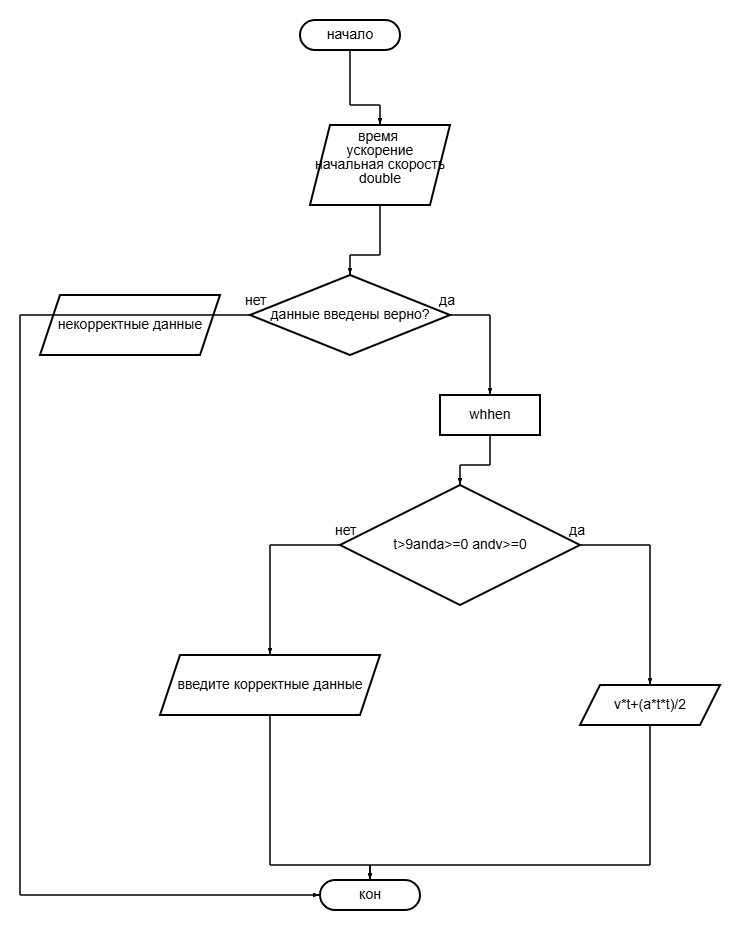 начало
время
ускорение
начальная скорость
double
нет
да
данные введены верно?
некорректные данные
whhen
нет
да
t>9anda>=0 andv>=0
введите корректные данные
v*t+(a*t*t)/2
кон